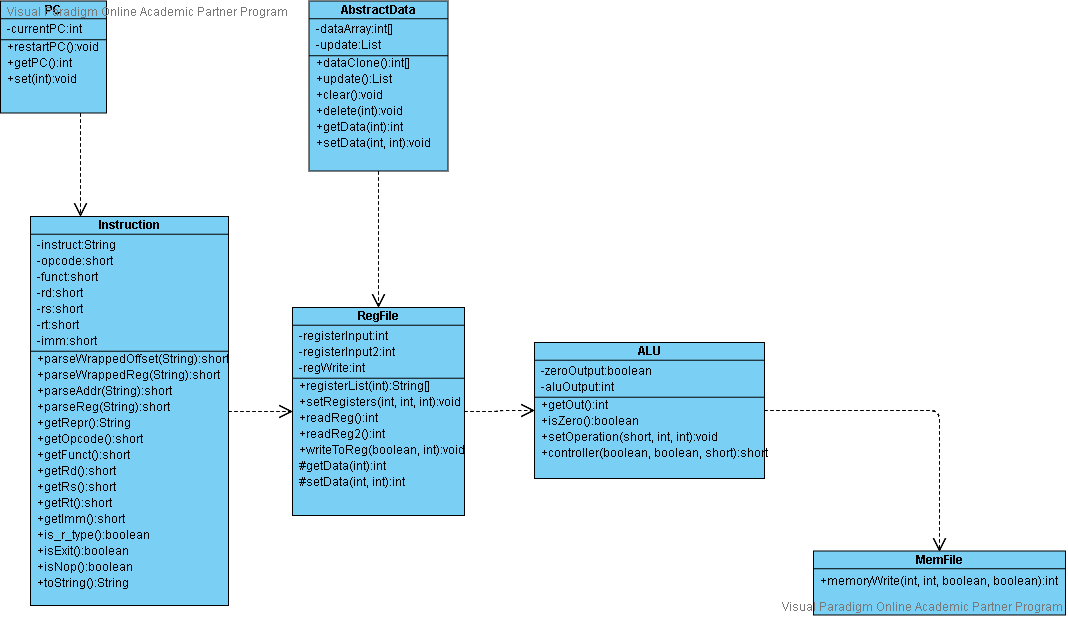 Visual Paradigm Online Academic Partner Program
PC
-currentPC:int
+restartPC():void
+getPC():int
+set(int):void
AbstractData
-dataArray:int[]
-update:List
+dataClone():int[]
+update():List
+clear():void
+delete(int):void
+getData(int):int
+setData(int, int):void
Instruction
-instruct:String
-opcode:short
-funct:short
-rd:short
-rs:short
-rt:short
-imm:short
+parseWrappedOffset(String):short
+parseWrappedReg(String):short
+parseAddr(String):short
+parseReg(String):short
+getRepr():String
+getOpcode():short
+getFunct():short
+getRd():short
+getRs():short
+getRt():short
+getImm():short
+is_r_type():boolean
+isExit():boolean
+isNop():boolean
+toString():String
RegFile
-registerInput:int
-registerInput2:int
-regWrite:int
+registerList(int):String[]
+setRegisters(int, int, int):void
+readReg():int
+readReg2():int
+writeToReg(boolean, int):void
#getData(int):int
#setData(int, int):int
ALU
-zeroOutput:boolean
-aluOutput:int
+getOut():int
+isZero():boolean
+setOperation(short, int, int):void
+controller(boolean, boolean, short):short
MemFile
+memoryWrite(int, int, boolean, boolean):int
Visual Paradigm Online Academic Partner Program